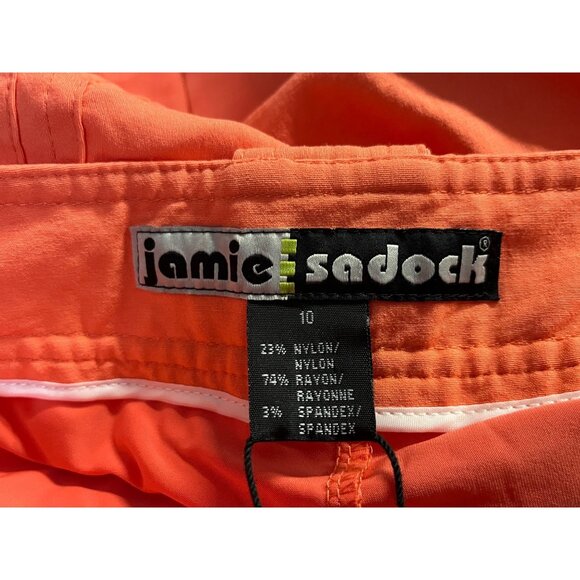 jamie sadock®
10
23% NYLON/
NYLON
74% RAYON/
RAYONNE
3% SPANDEX/
SPANDEX